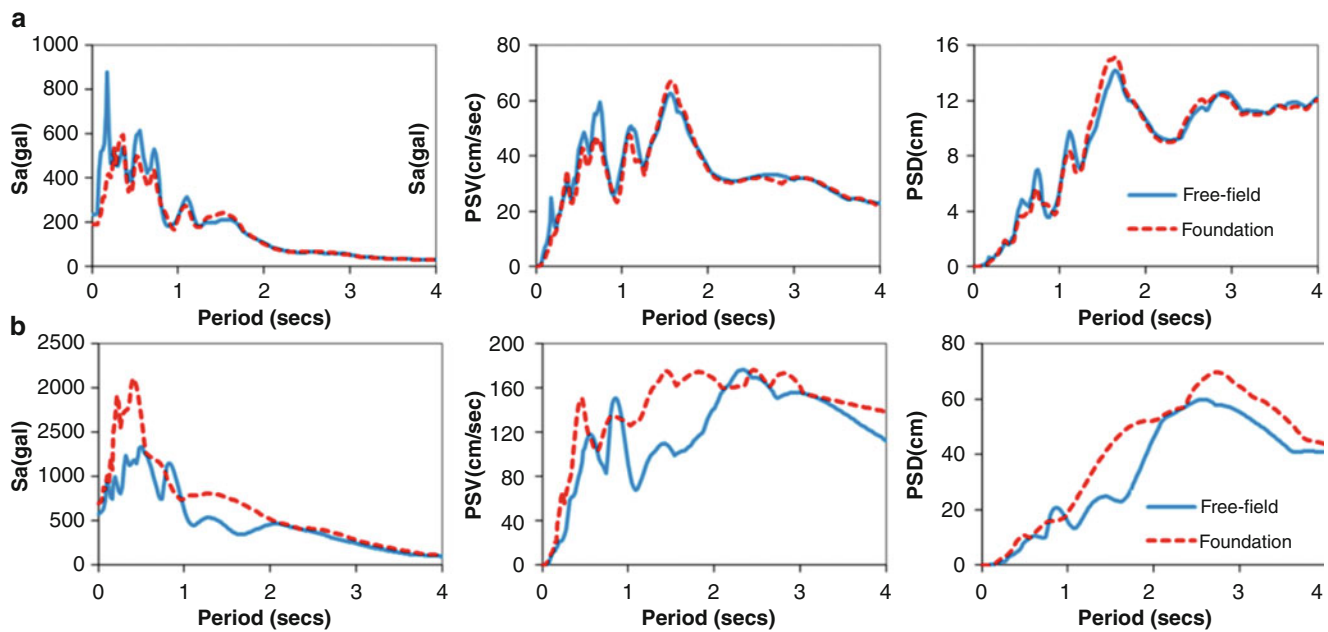 a
1000
800
600
400
200
0
Sa(gal)
0 1 2 3 4
Period (secs)
Sa(gal)
80
60
40
20
0
PSV(cm/sec)
0 1 2 3 4
Period (secs)
16
12
8
4
0
PSD(cm)
Free-field
Foundation
0 1 2 3 4
Period (secs)
b
2500
2000
2500
1000
500
0
Sa(gal)
0 1 2 3 4
Period (secs)
200
160
120
80
40
0
PSV(cm/sec)
0 1 2 3 4
Period (secs)
80
60
40
20
0
PSD(cm)
Free-field
Foundation
0 1 2 3 4
Period (secs)